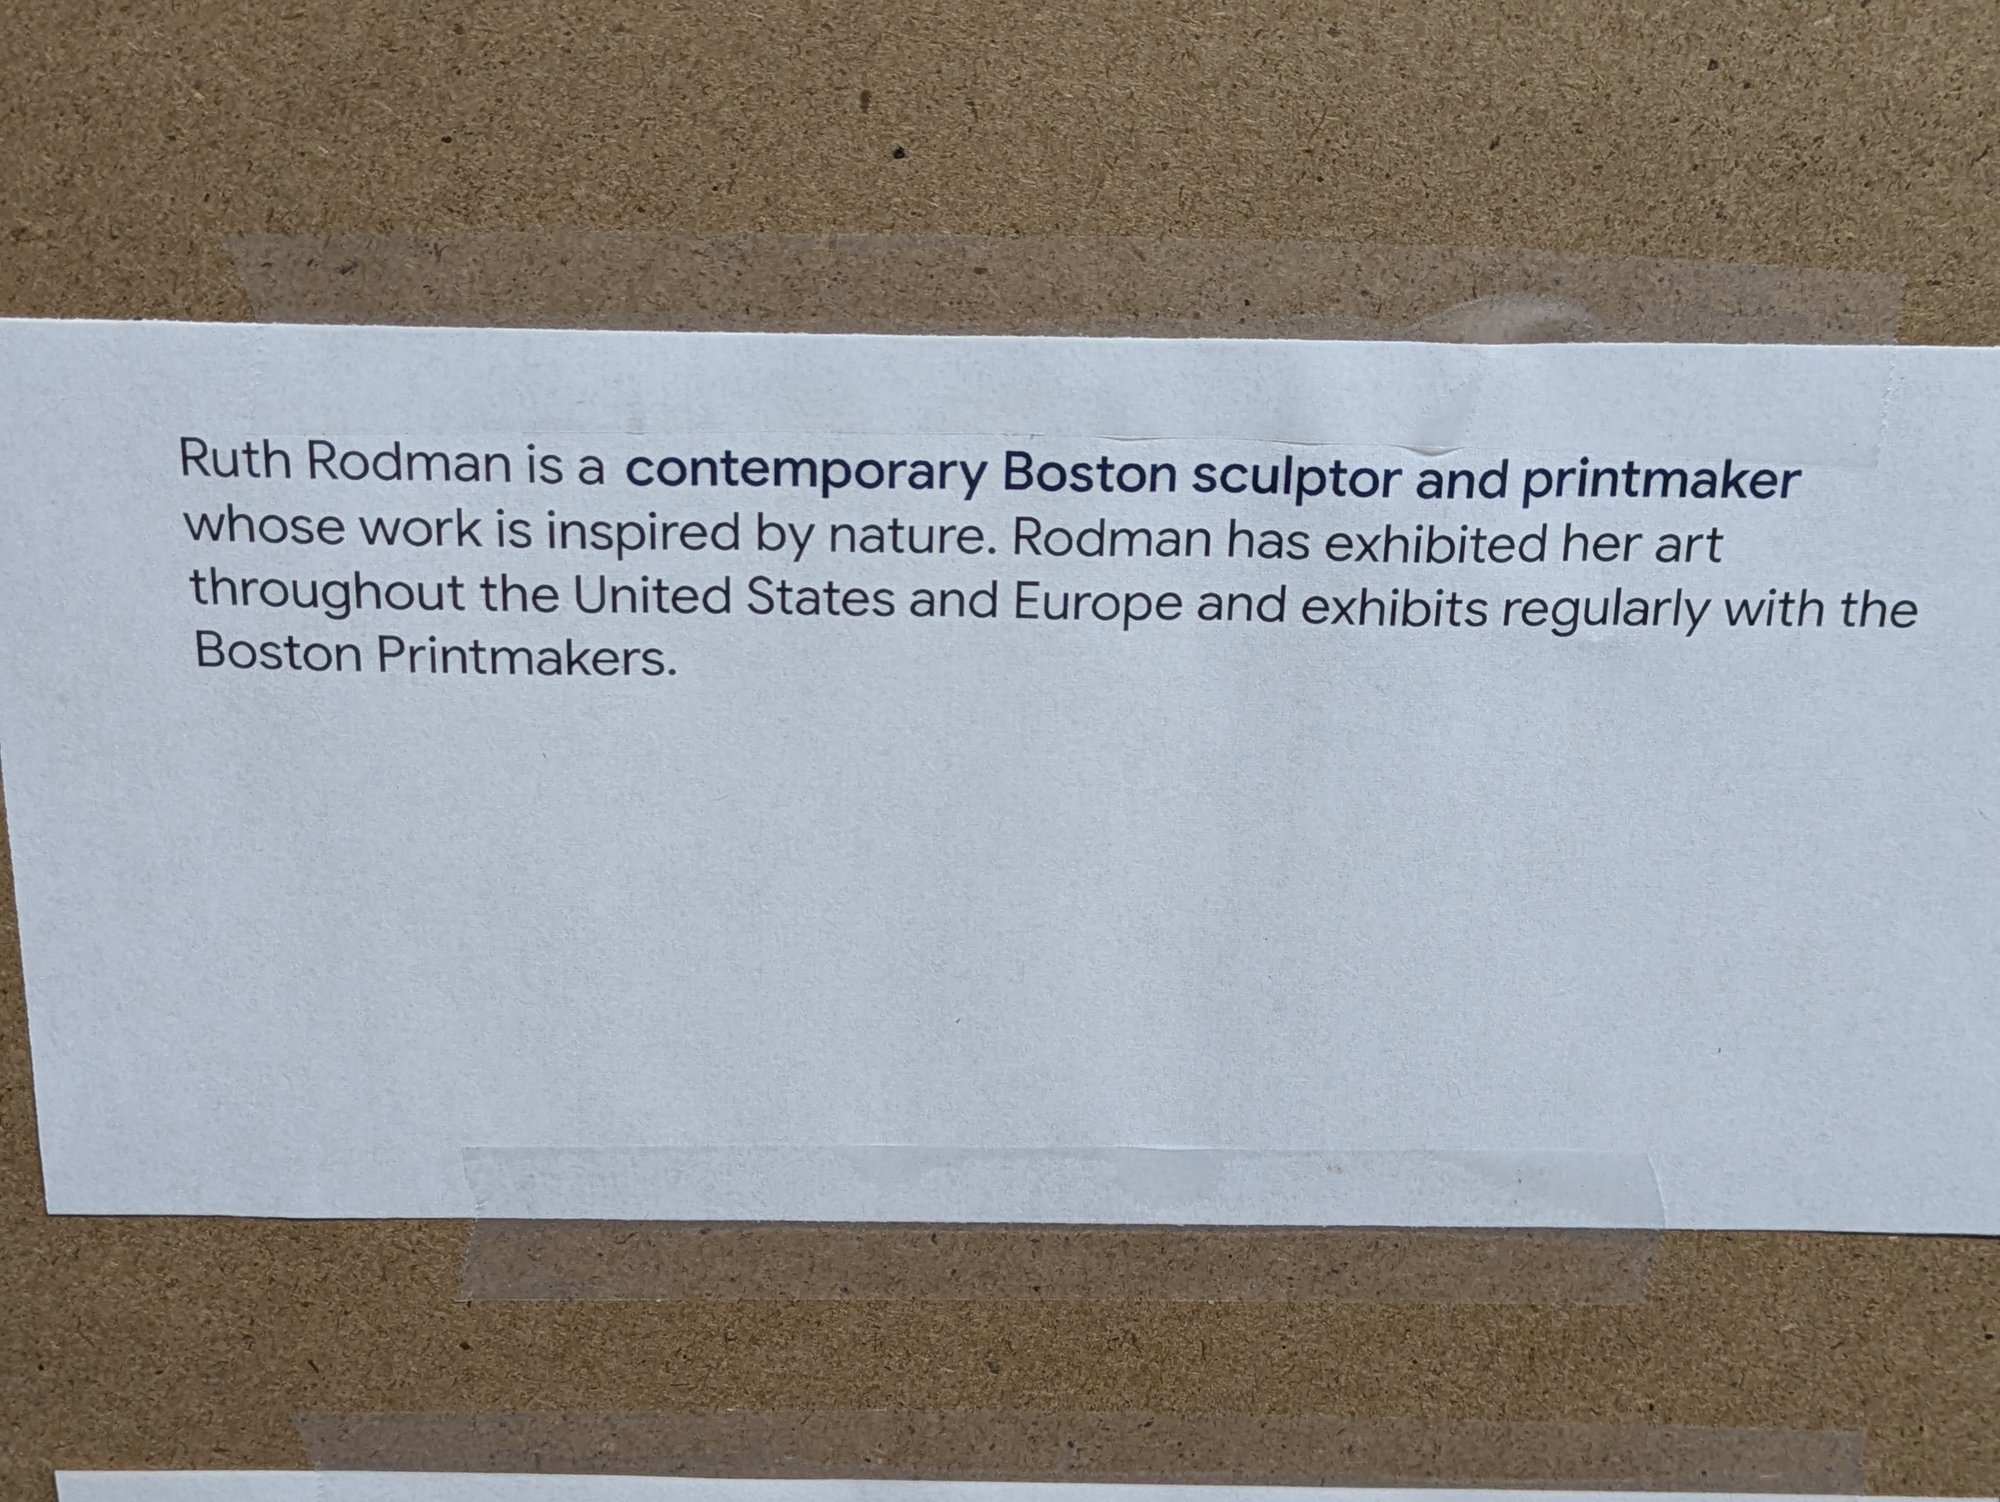 Ruth Rodman is a contemporary Boston sculptor and printmaker
whose work is inspired by nature. Rodman has exhibited her art
throughout the United States and Europe and exhibits regularly with the
Boston Printmakers.